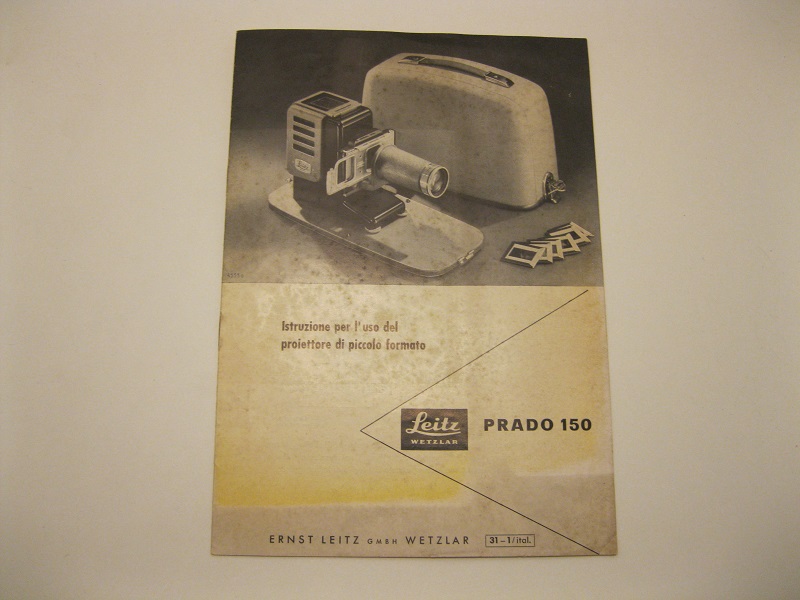 Istruzione per l'uso del
proiettore di piccolo formato
Leitz
WETZLAR
PRADO 150
ERNST LEITZ GMBH WETZLAR
31-1/ital.